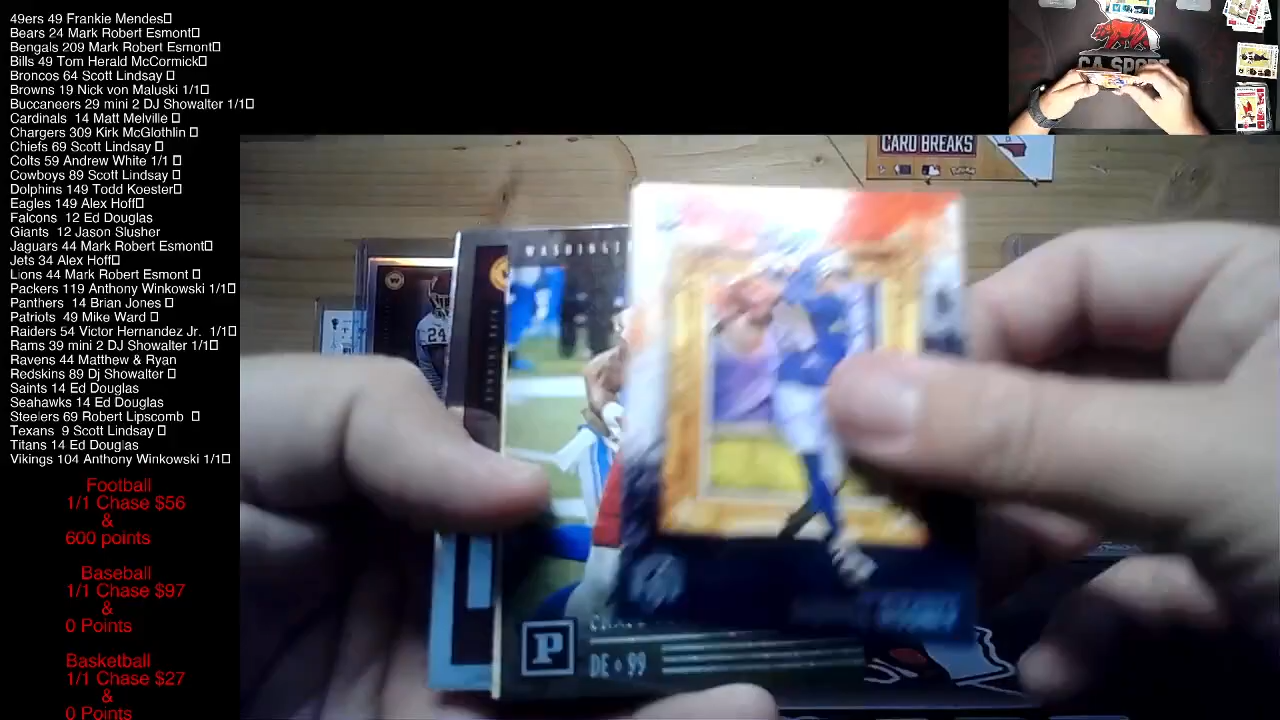 49ers 49 Frankie Mendes
Bears 24 Mark Robert Esmont
Bengals 209 Mark Robert Esmont
Bills 49 Tom Herald McCormick
Broncos 64 Scott Lindsay
Browns 19 Nick von Maluski 1/1
Buccaneers 29 mini 2 DJ Showalter 1/1
Cardinals 14 Matt Melville
Chargers 309 Kirk McGlothlin
Chiefs 69 Scott Lindsay
Colts 59 Andrew White 1/1
Cowboys 89 Scott Lindsay
Dolphins 149 Todd Koester
Eagles 149 Alex Hoff
Falcons 12 Ed Douglas
Giants 12 Jason Slusher
Jaguars 44 Mark Robert Esmont
Jets 34 Alex Hoff
Lions 44 Mark Robert Esmont
Packers 119 Anthony Winkowski 1/1
Panthers 14 Brian Jones
Patriots 49 Mike Ward
Raiders 54 Victor Hernandez Jr. 1/1
Rams 39 mini 2 DJ Showalter 1/1
Ravens 44 Matthew & Ryan
Redskins 89 Dj Showalter
Saints 14 Ed Douglas
Seahawks 14 Ed Douglas
Steelers 69 Robert Lipscomb
Texans 9 Scott Lindsay
Titans 14 Ed Douglas
Vikings 104 Anthony Winkowski 1/1
Football
1/1 Chase $56
&
600 points
Baseball
1/1 Chase $97
&
0 Points
Basketball
1/1 Chase $27
&
0 Points
CA SPORT
CARD BREAKS
24
P
DE • 99